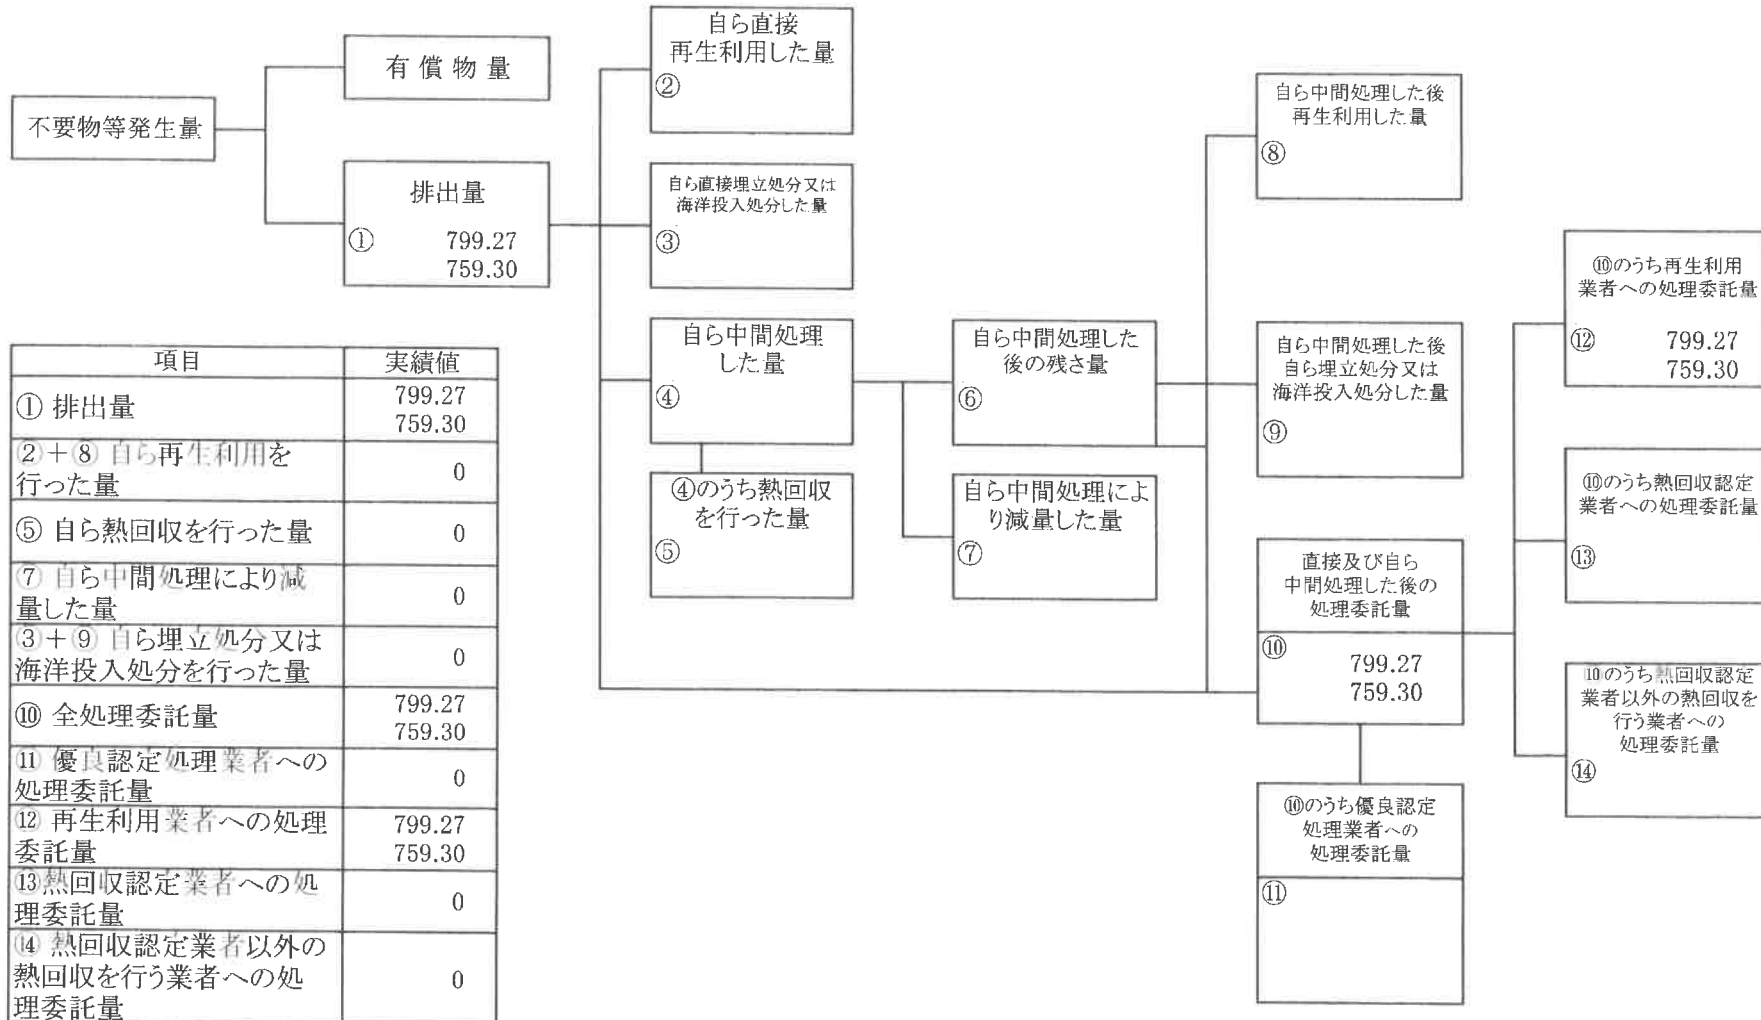 不要物等発生量
有償物量
排出量
①
799.27
759.30
自ら直接
再生利用した量
②
自ら直接埋立処分又は
海洋投入処分した量
③
自ら中間処理
した量
④
④のうち熱回収
を行った量
⑤
自ら中間処理した
後の残さ量
⑥
自ら中間処理によ
り減量した量
⑦
自ら中間処理した後
再生利用した量
⑧
自ら中間処理した後
自ら埋立処分又は
海洋投入処分した量
⑨
直接及び自ら
中間処理した後の
処理委託量
⑩
799.27
759.30
⑩のうち優良認定
処理業者への
処理委託量
⑪
⑩のうち再生利用
業者への処理委託量
⑫
799.27
759.30
⑩のうち熱回収認定
業者への処理委託量
⑬
⑩のうち熱回収認定
業者以外の熱回収を
行う業者への
処理委託量
⑭
項目 実績値
① 排出量 799.27
759.30
②+⑧ 自ら再生利用を
行った量 0
⑤ 自ら熱回収を行った量 0
⑦ 自ら中間処理により減
量した量 0
③+⑨ 自ら埋立処分又は
海洋投入処分を行った量 0
⑩ 全処理委託量 799.27
759.30
⑪ 優良認定処理業者への
処理委託量 0
⑫ 再生利用業者への処理 799.27
委託量 759.30
⑬熱回収認定業者への処
理委託量 0
⑭ 熱回収認定業者以外の
熱回収を行う業者への処 0
理委託量